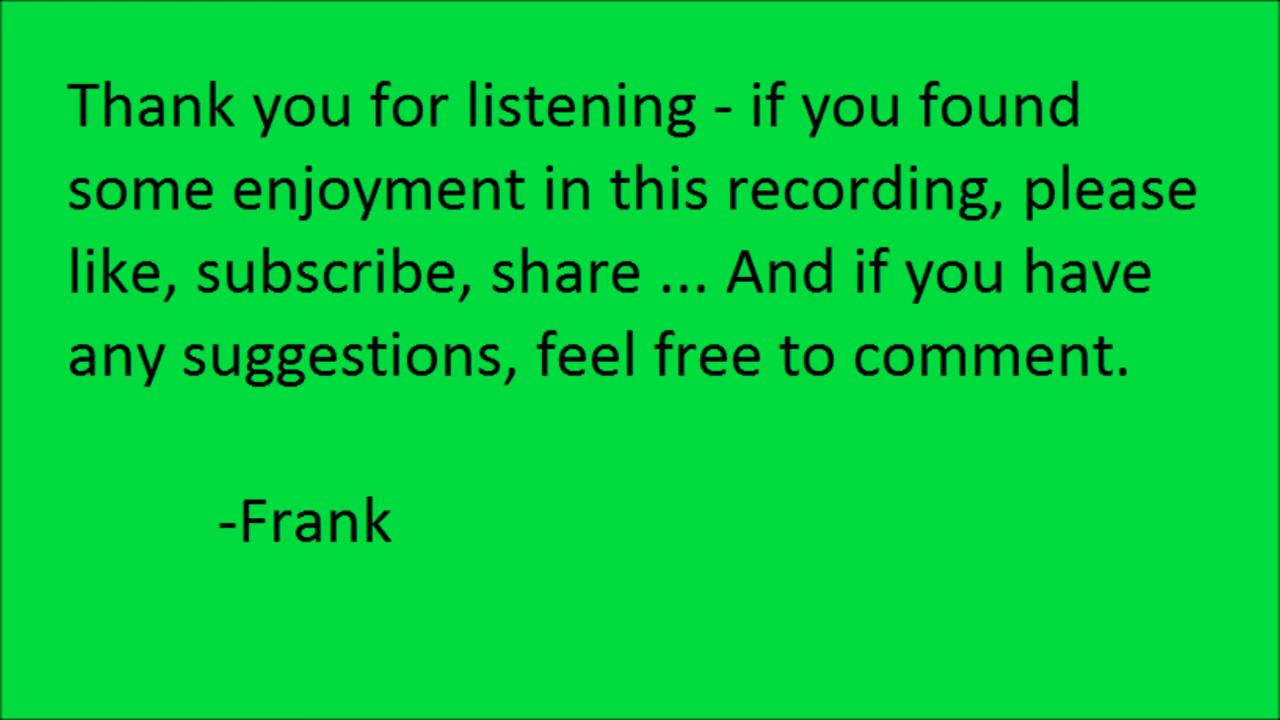 Thank you for listening - if you found
some enjoyment in this recording, please
like, subscribe, share ... And if you have
any suggestions, feel free to comment.
-Frank